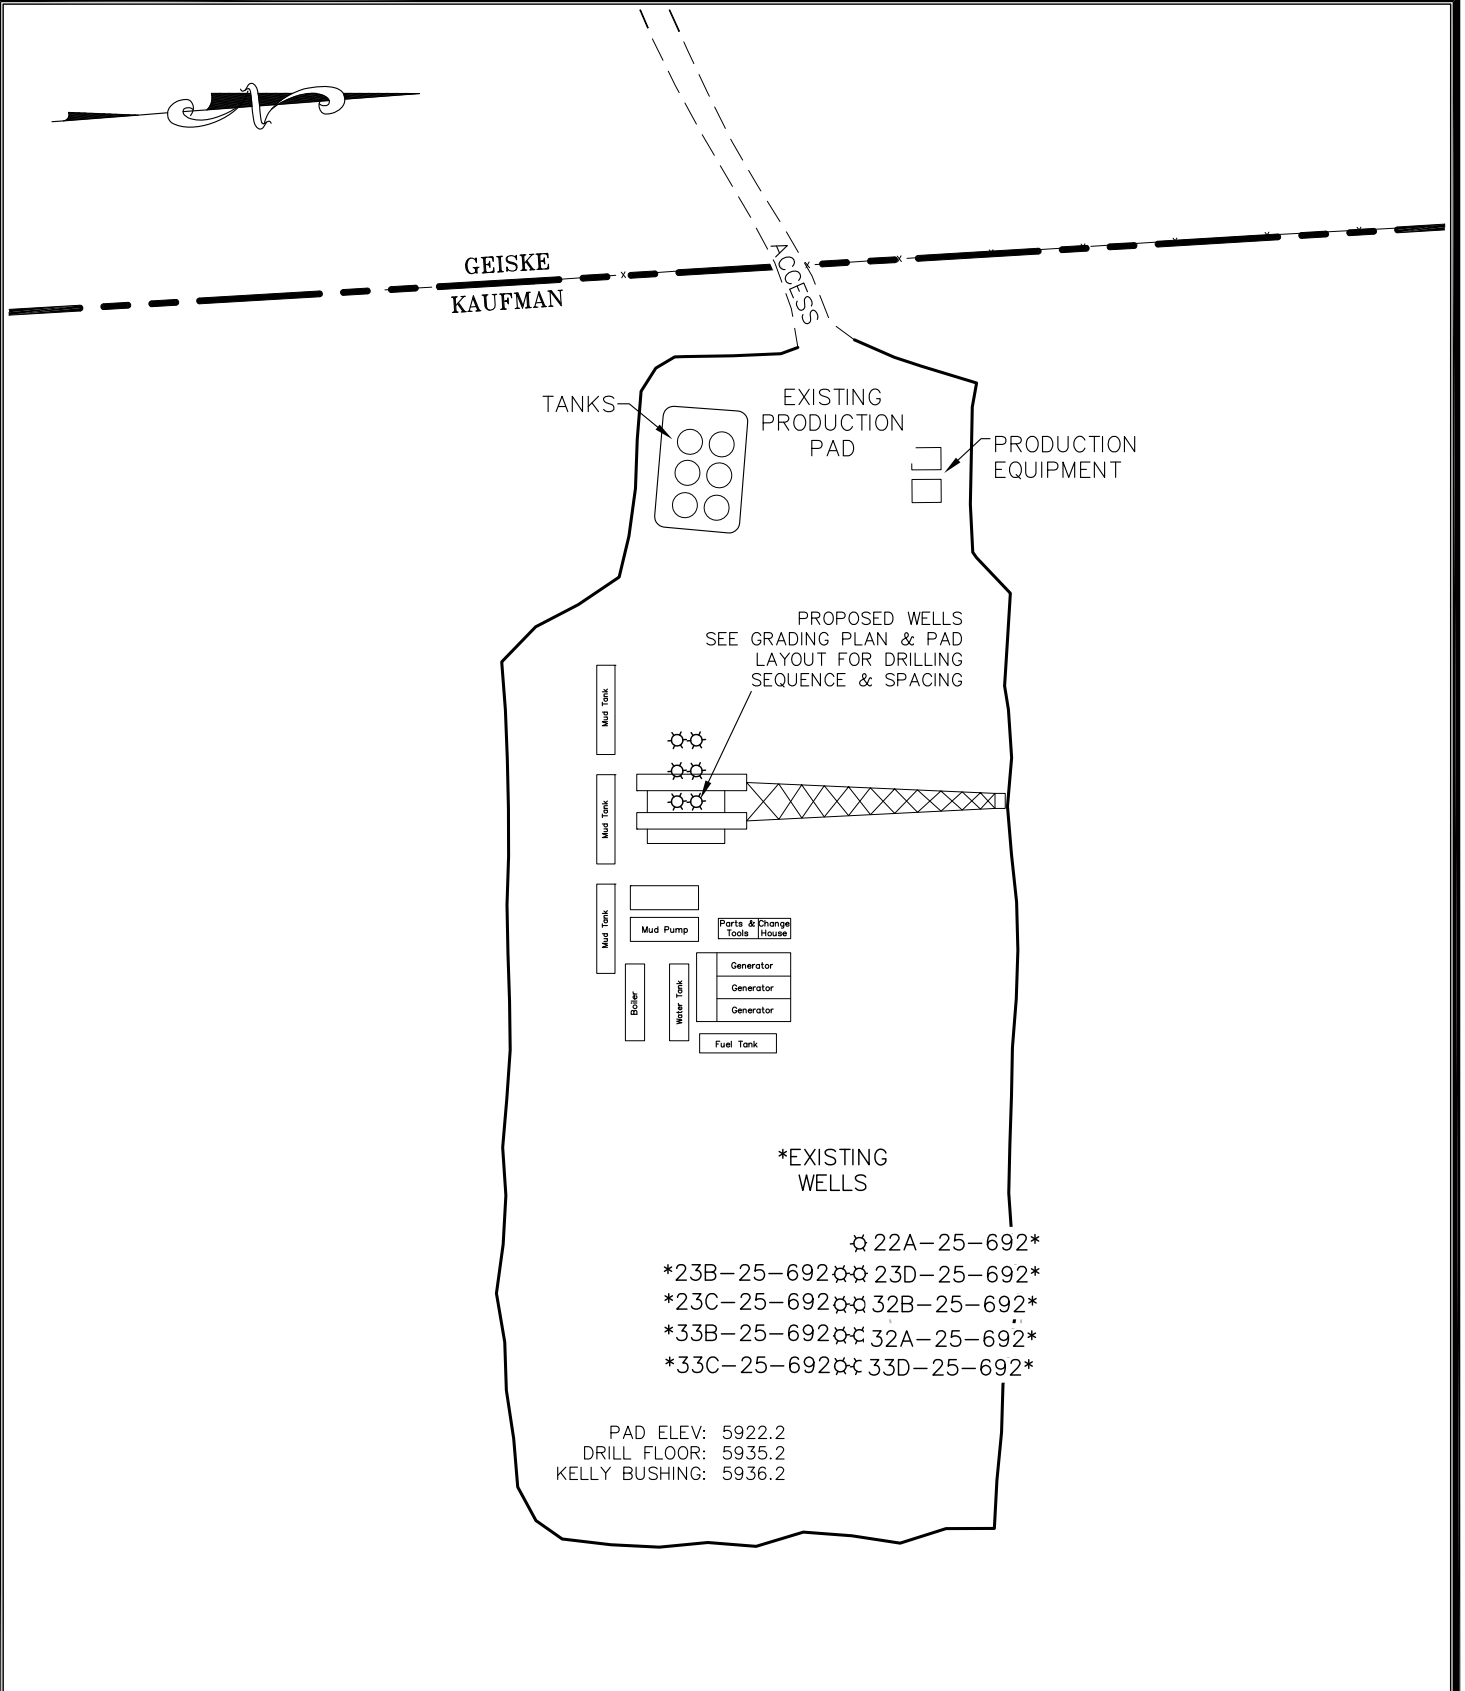 N
GEISKE
KAUFMAN
ACCESS
TANKS
EXISTING
PRODUCTION
PAD
PRODUCTION
EQUIPMENT
PROPOSED WELLS
SEE GRADING PLAN & PAD
LAYOUT FOR DRILLING
SEQUENCE & SPACING
Mud Tank
Mud Tank
Mud Tank
Mud Pump
Parts &
Tools
Change
House
Boiler
Water Tank
Generator
Generator
Generator
Fuel Tank
*EXISTING
WELLS
22A-25-692*
*23B-25-692 23D-25-692*
*23C-25-692 32B-25-692*
*33B-25-692 32A-25-692*
*33C-25-692 33D-25-692*
PAD ELEV: 5922.2
DRILL FLOOR: 5935.2
KELLY BUSHING: 5936.2